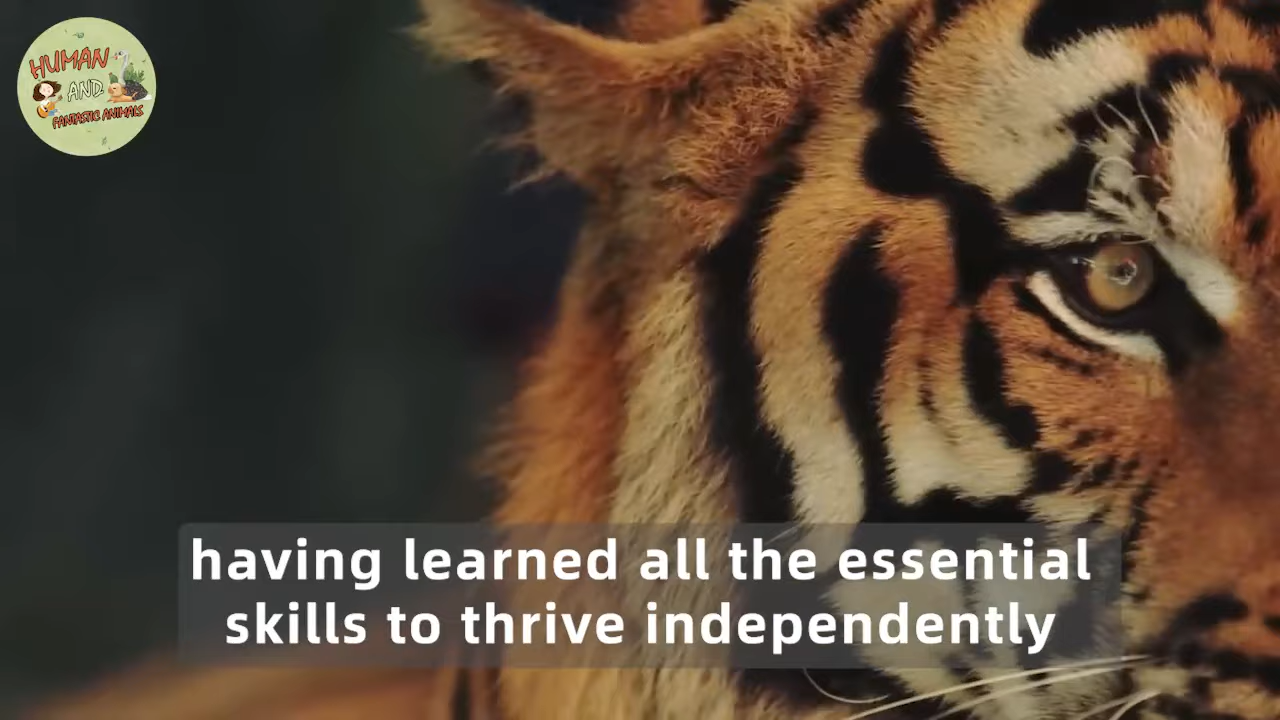 HUMAN
AND
FANTASTIC ANIMALS
having learned all the essential
skills to thrive independently